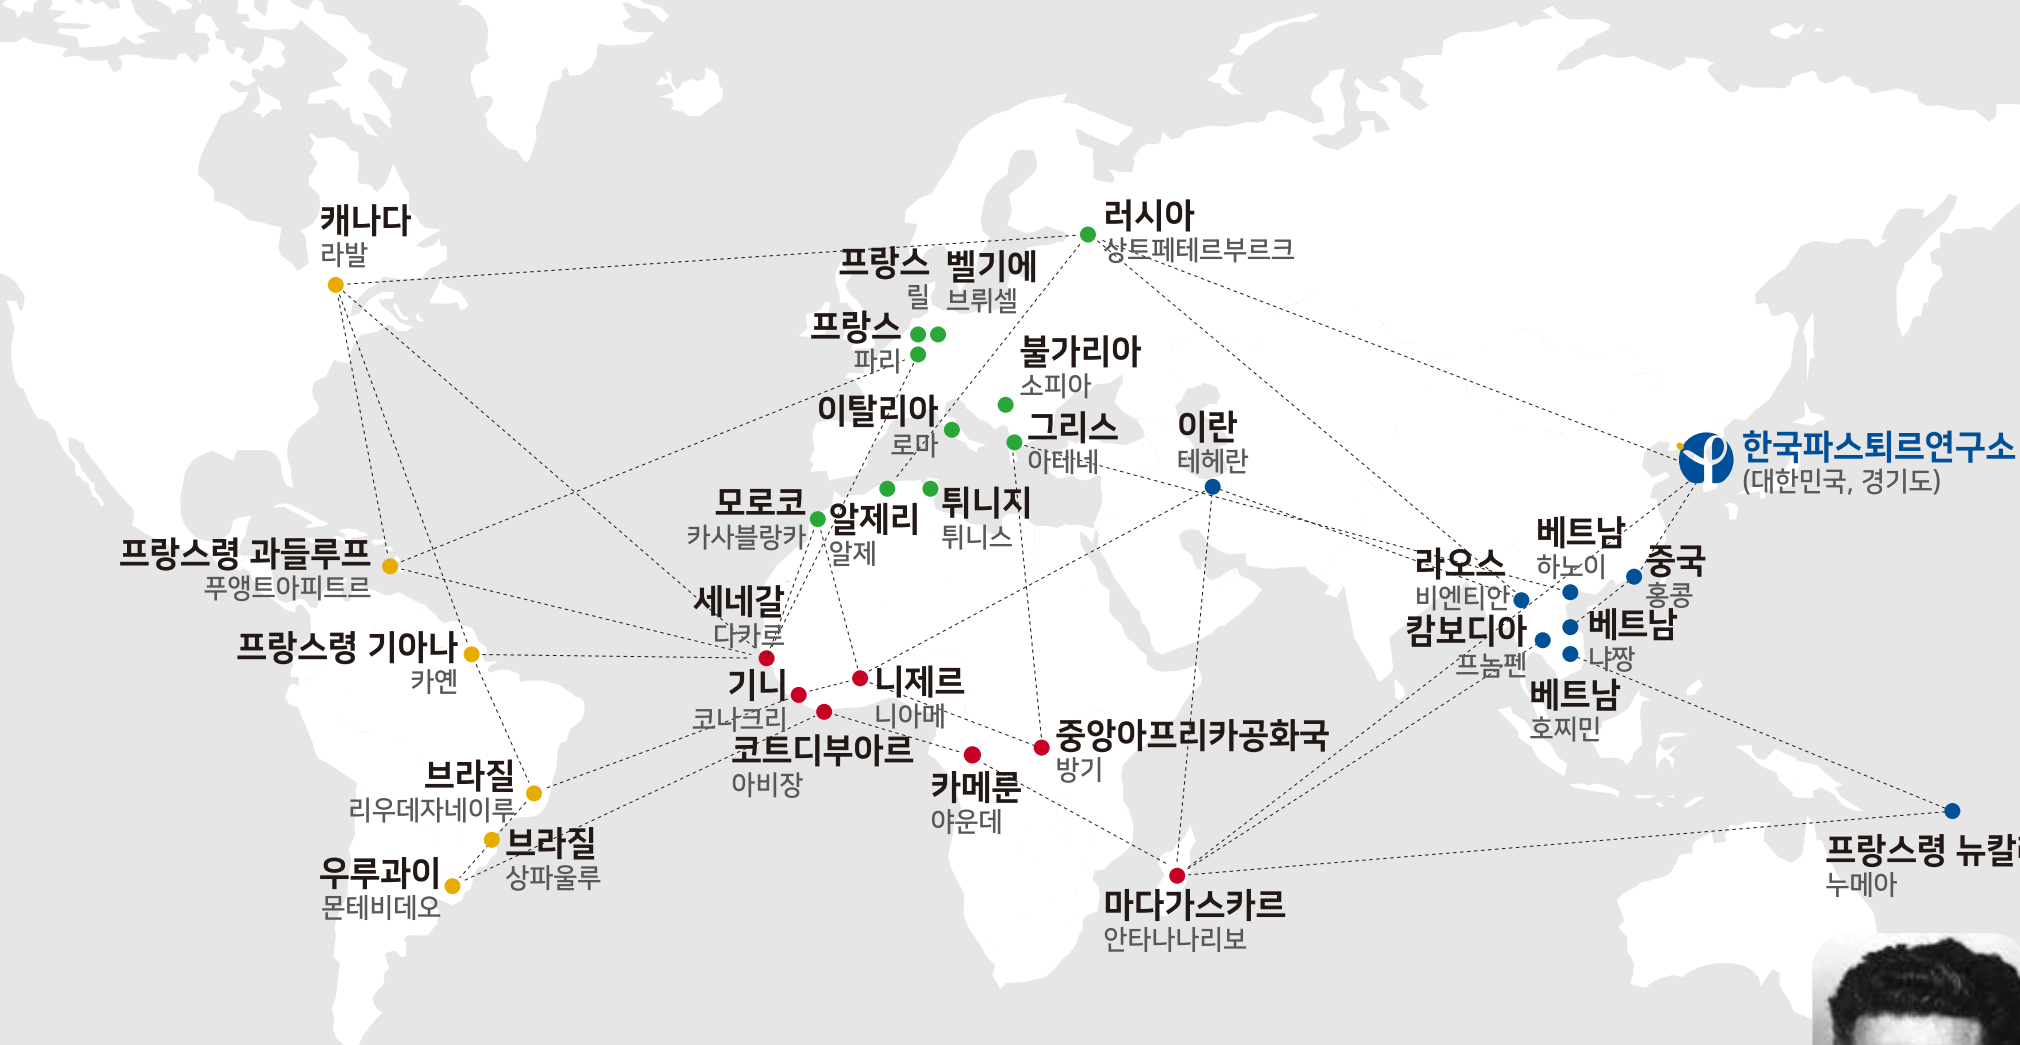 캐나다
라발
러시아
상트페테르부르크
프랑스
릴
벨기에
브뤼셀
프랑스
파리
불가리아
소피아
이탈리아
로마
그리스
아테네
이란
테헤란
한국파스퇴르연구소
(대한민국, 경기도)
모로코
카사블랑카
알제리
알제
튀니지
튀니스
베트남
하노이
중국
홍콩
라오스
비엔티안
프랑스령 과들루프
푸앵트아피트르
세네갈
다카르
캄보디아
프놈펜
베트남
냐짱
프랑스령 기아나
카옌
기니
코나크리
니제르
니아메
베트남
호찌민
코트디부아르
아비장
중앙아프리카공화국
방기
브라질
리우데자네이루
카메룬
야운데
브라질
상파울루
우루과이
몬테비데오
마다가스카르
안타나나리보
프랑스령 뉴칼
누메아